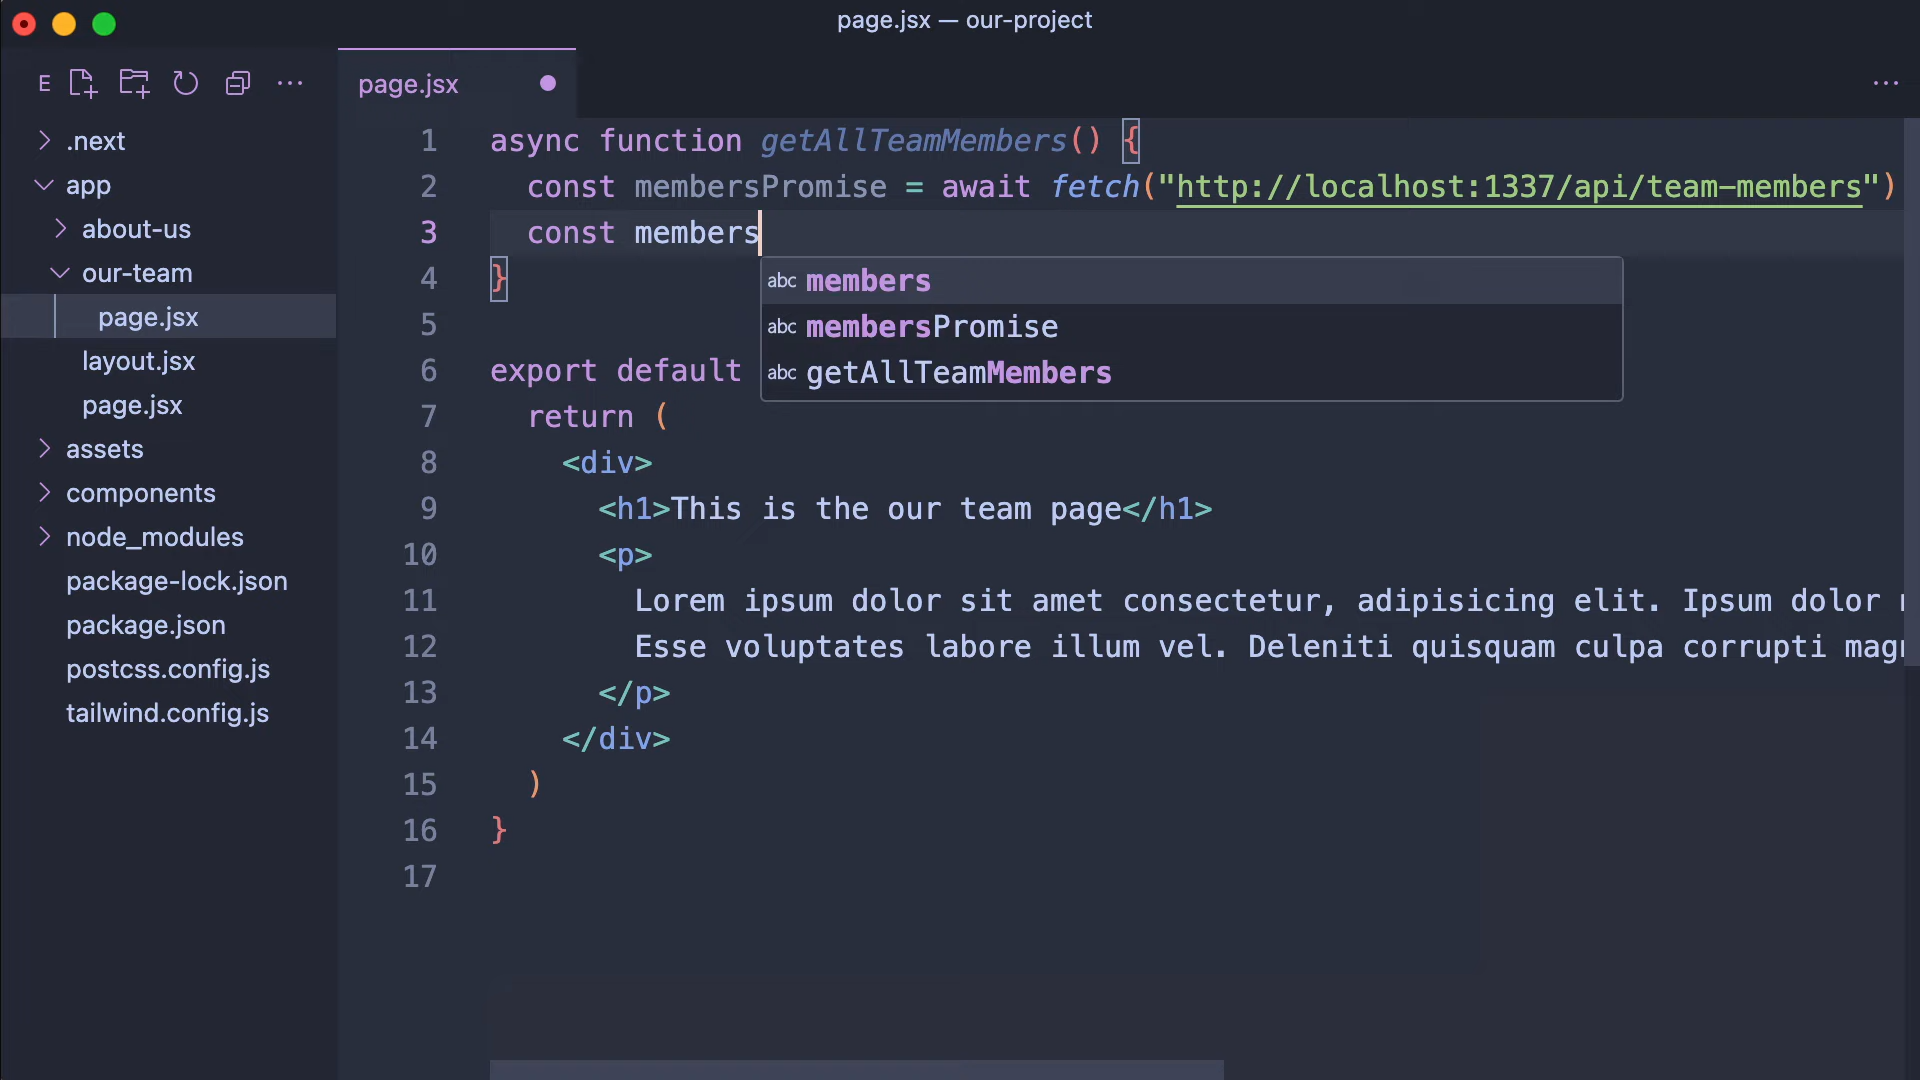 page.jsx — our-project
E
page.jsx
.next
app
about-us
our-team
page.jsx
layout.jsx
page.jsx
assets
components
node_modules
package-lock.json
package.json
postcss.config.js
tailwind.config.js
1 async function getAllTeamMembers() {
2 const membersPromise = await fetch("http://localhost:1337/api/team-members")
3 const members
4 }
5
6 export default
7 return (
8 <div>
9 <h1>This is the our team page</h1>
10 <p>
11 Lorem ipsum dolor sit amet consectetur, adipisicing elit. Ipsum dolor
12 Esse voluptates labore illum vel. Deleniti quisquam culpa corrupti
13 </p>
14 </div>
15 )
16 }
17
abc members
abc membersPromise
abc getAllTeamMembers